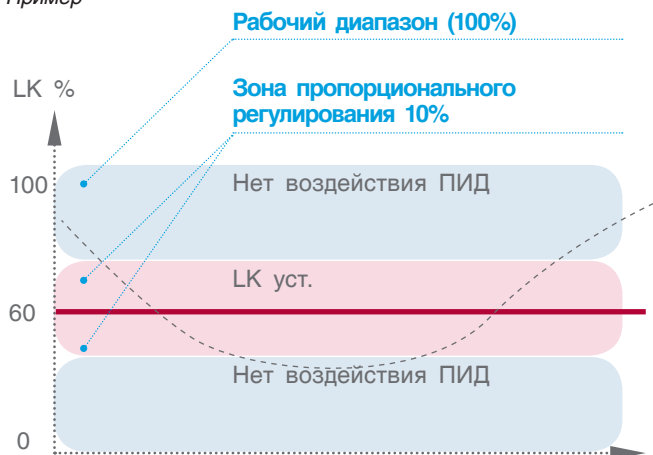 Пример
Рабочий диапазон (100%)
Зона пропорционального
регулирования 10%
LK %
100
Нет воздействия ПИД
LK уст.
60
Нет воздействия ПИД
0